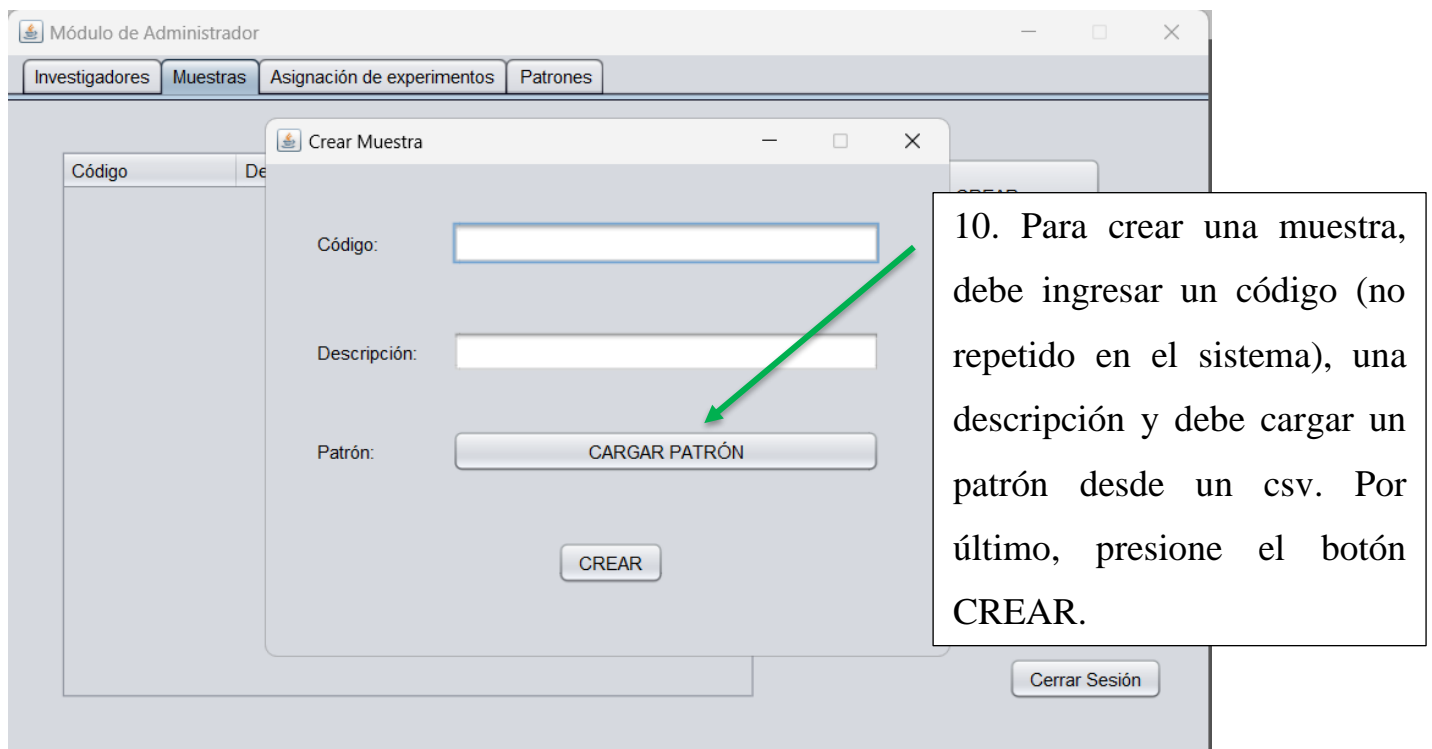 Módulo de Administrador
Investigadores Muestras Asignación de experimentos Patrones
Crear Muestra
Código De
CREAR
Código:
Descripción:
Patrón: CARGAR PATRÓN
CREAR
10. Para crear una muestra,
debe ingresar un código (no
repetido en el sistema), una
descripción y debe cargar un
patrón desde un csv. Por
último, presione el botón
CREAR.
Cerrar Sesión